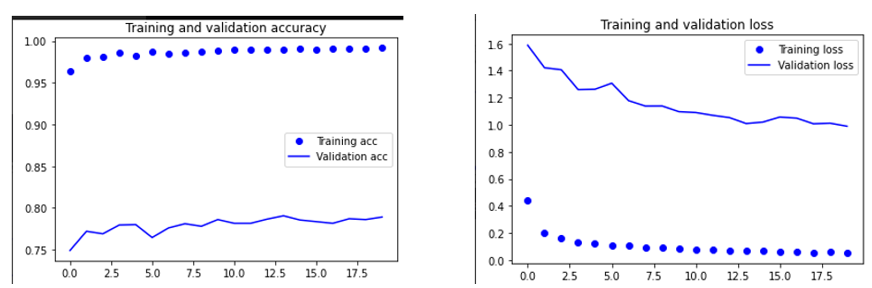 Training and validation accuracy
1.00
0.95
0.90
0.85
0.80
0.75
Training acc
Validation acc
0.0 2.5 5.0 7.5 10.0 12.5 15.0 17.5
Training and validation loss
1.6
1.4
1.2
1.0
0.8
0.6
0.4
0.2
0.0
Training loss
Validation loss
0.0 2.5 5.0 7.5 10.0 12.5 15.0 17.5